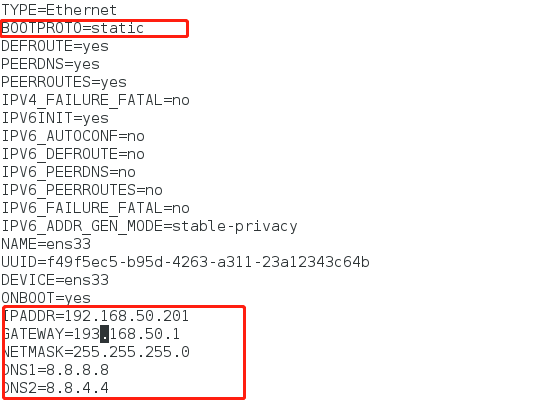 TYPE=Ethernet
BOOTPROTO=static
DEFROUTE=yes
PEERDNS=yes
PEERROUTES=yes
IPV4_FAILURE_FATAL=no
IPV6INIT=yes
IPV6_AUTOCONF=no
IPV6_DEFROUTE=no
IPV6_PEERDNS=no
IPV6_PEERROUTES=no
IPV6_FAILURE_FATAL=no
IPV6_ADDR_GEN_MODE=stable-privacy
NAME=ens33
UUID=f49f5ec5-b95d-4263-a311-23a12343c64b
DEVICE=ens33
ONBOOT=yes
IPADDR=192.168.50.201
GATEWAY=193.168.50.1
NETMASK=255.255.255.0
DNS1=8.8.8.8
DNS2=8.8.4.4